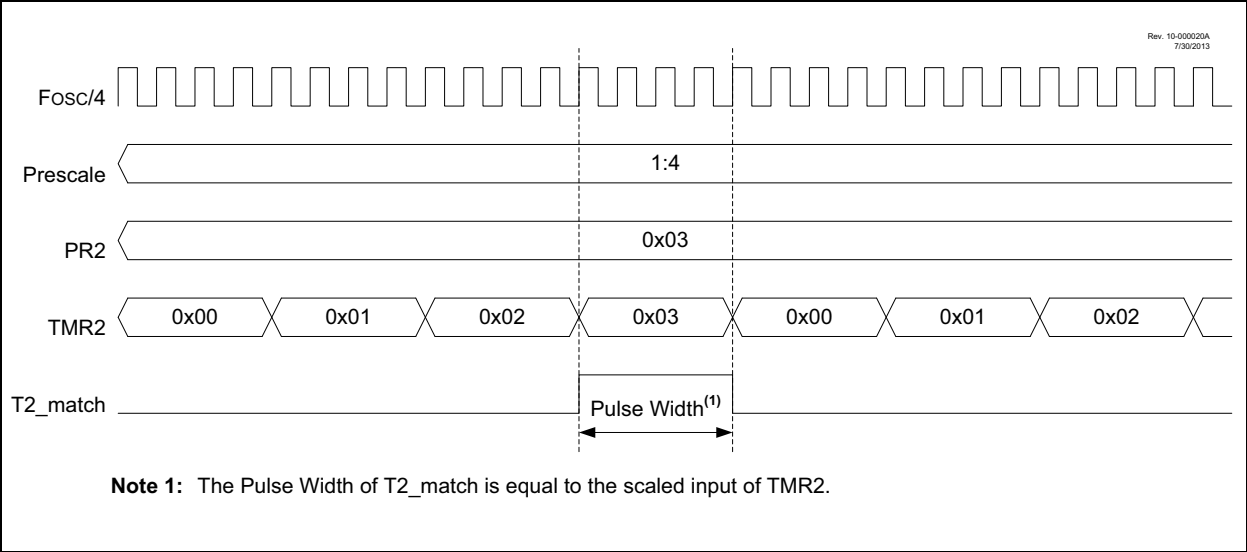 Rev. 10-000020A
7/30/2013
Fosc/4
Prescale
1:4
PR2
0x03
TMR2
0x00 0x01 0x02 0x03 0x00 0x01 0x02
T2_match
Pulse Width(1)
Note 1: The Pulse Width of T2_match is equal to the scaled input of TMR2.